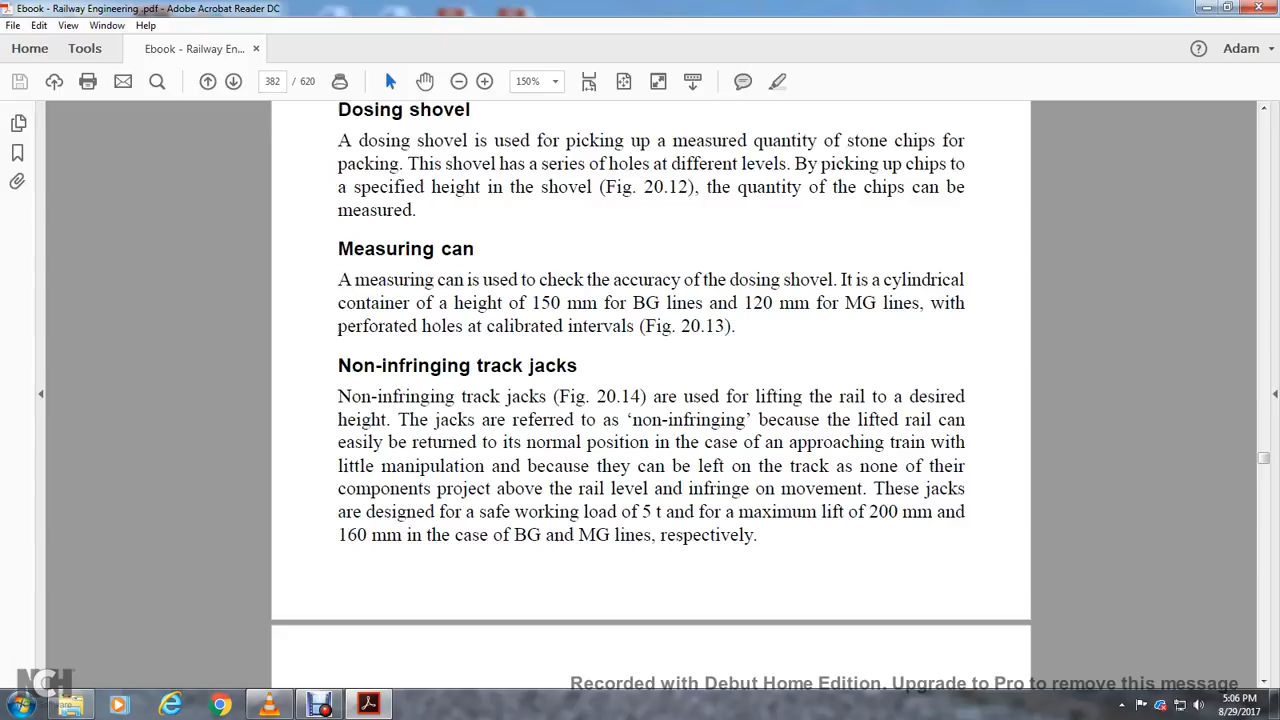 Ebook - Railway Engineering .pdf - Adobe Acrobat Reader DC
File Edit View Window Help
Home Tools Ebook - Railway En... × Adam
382 / 620 150%
Dosing shovel
A dosing shovel is used for picking up a measured quantity of stone chips for
packing. This shovel has a series of holes at different levels. By picking up chips to
a specified height in the shovel (Fig. 20.12), the quantity of the chips can be
measured.
Measuring can
A measuring can is used to check the accuracy of the dosing shovel. It is a cylindrical
container of a height of 150 mm for BG lines and 120 mm for MG lines, with
perforated holes at calibrated intervals (Fig. 20.13).
Non-infringing track jacks
Non-infringing track jacks (Fig. 20.14) are used for lifting the rail to a desired
height. The jacks are referred to as ‘non-infringing’ because the lifted rail can
easily be returned to its normal position in the case of an approaching train with
little manipulation and because they can be left on the track as none of their
components project above the rail level and infringe on movement. These jacks
are designed for a safe working load of 5 t and for a maximum lift of 200 mm and
160 mm in the case of BG and MG lines, respectively.
NCH
Recorded with Debut Home Edition. Upgrade to Pro to remove this message
5:06 PM
8/29/2017